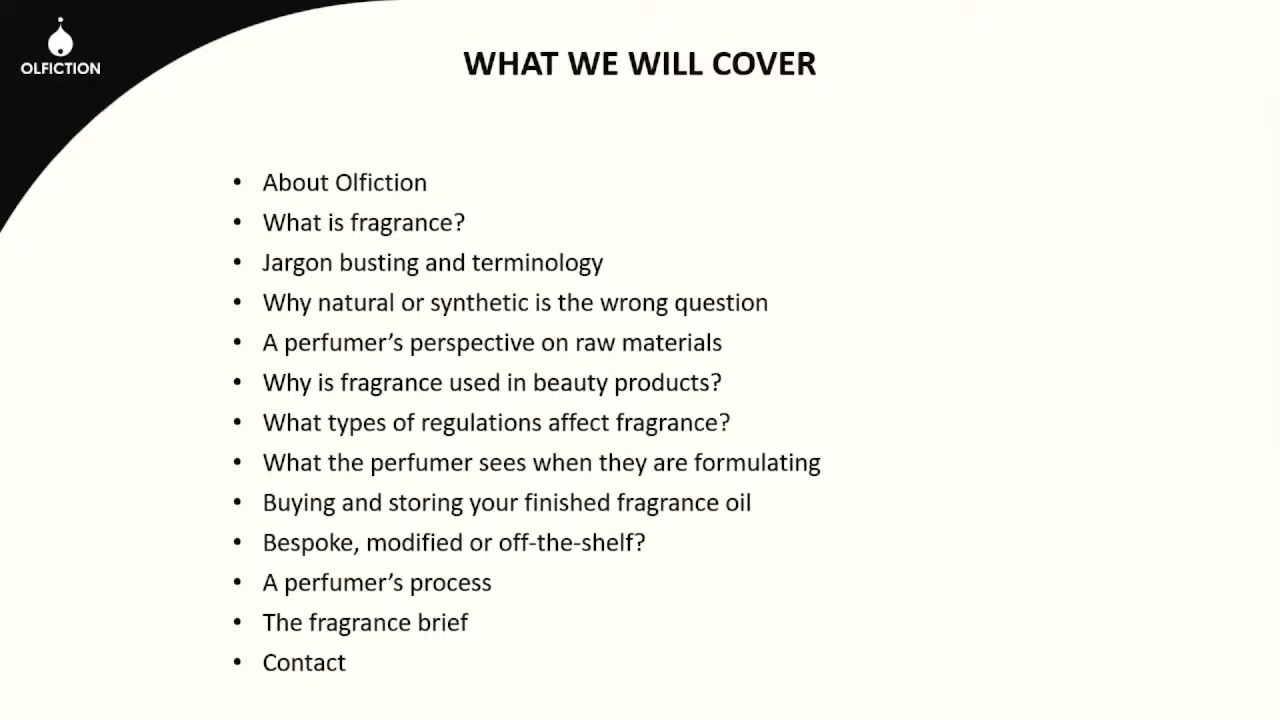 OLFICTION
WHAT WE WILL COVER
• About Olfiction
• What is fragrance?
• Jargon busting and terminology
• Why natural or synthetic is the wrong question
• A perfumer’s perspective on raw materials
• Why is fragrance used in beauty products?
• What types of regulations affect fragrance?
• What the perfumer sees when they are formulating
• Buying and storing your finished fragrance oil
• Bespoke, modified or off-the-shelf?
• A perfumer’s process
• The fragrance brief
• Contact